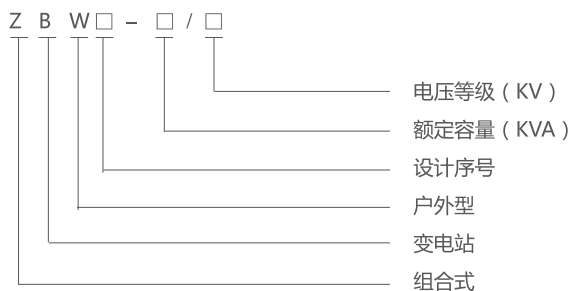 ZBW□-□/□
电压等级（KV）
额定容量（KVA）
设计序号
户外型
变电站
组合式